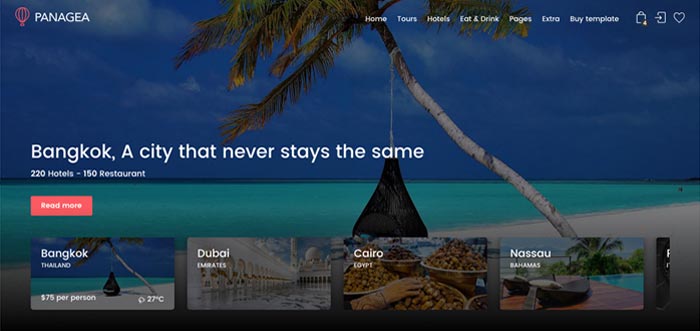 PANAGEA
Home Tours Hotels Eat & Drink Pages Extra Buy template
Bangkok, A city that never stays the same
220 Hotels - 150 Restaurant
Read more
Bangkok
THAILAND
$75 per person
27°C
Dubai
EMIRATES
Cairo
EGYPT
Nassau
BAHAMAS